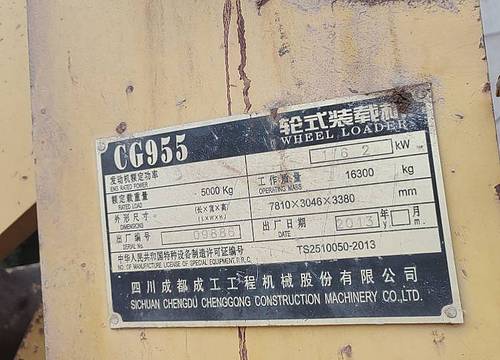 CG955 轮式装载机
WHEEL LOADER
发动机额定功率 162 kW
ENG RATED POWER
额定载重量 5000 Kg 工作质量 16300 kg
RATED LOAD OPERATING MASS
外形尺寸 (长×宽×高) 7810×3046×3380 mm
DIMENSIONS (L×W×H)
出厂编号 09886 出厂日期 2013 年 月
SERIAL No. DATE y. m.
中华人民共和国特种设备制造许可证编号 TS2510050-2013
NO. OF MANUFACTURE LICENSE OF SPECIAL EQUIPMENT, P.R.C.
四川成都成工工程机械股份有限公司
SICHUAN CHENGDU CHENGGONG CONSTRUCTION MACHINERY CO.,LTD.